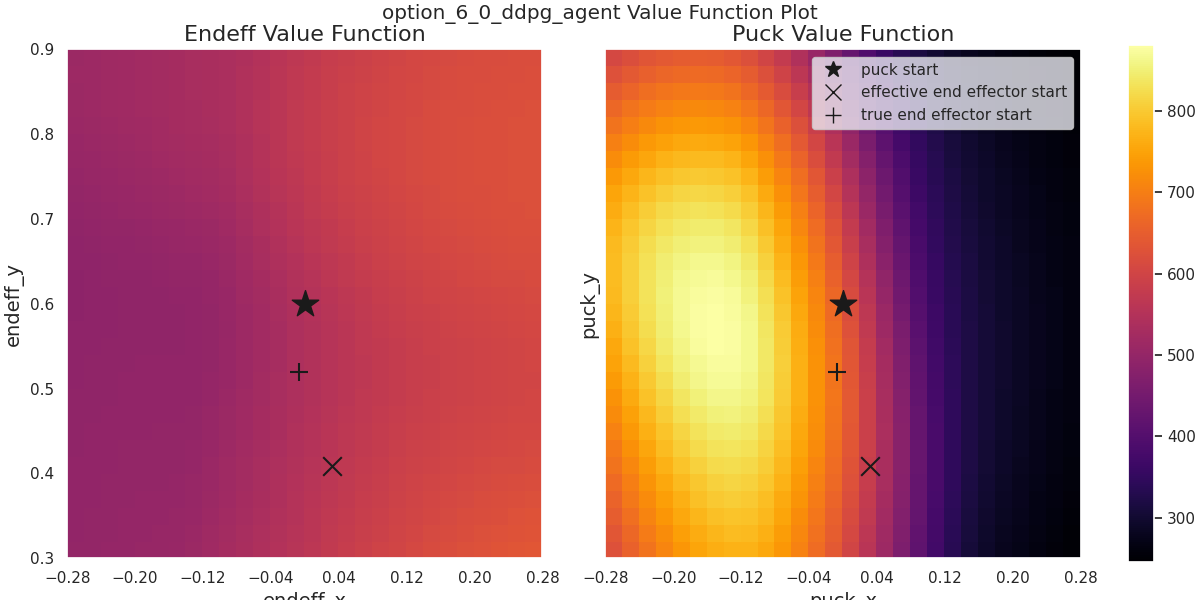 option_6_0_ddpg_agent Value Function Plot
Endeff Value Function
Puck Value Function
0.9
0.8
0.7
0.6
0.5
0.4
0.3
endeff_y
−0.28 −0.20 −0.12 −0.04 0.04 0.12 0.20 0.28
endeff_x
puck start
effective end effector start
true end effector start
puck_y
−0.28 −0.20 −0.12 −0.04 0.04 0.12 0.20 0.28
puck_x
800
700
600
500
400
300